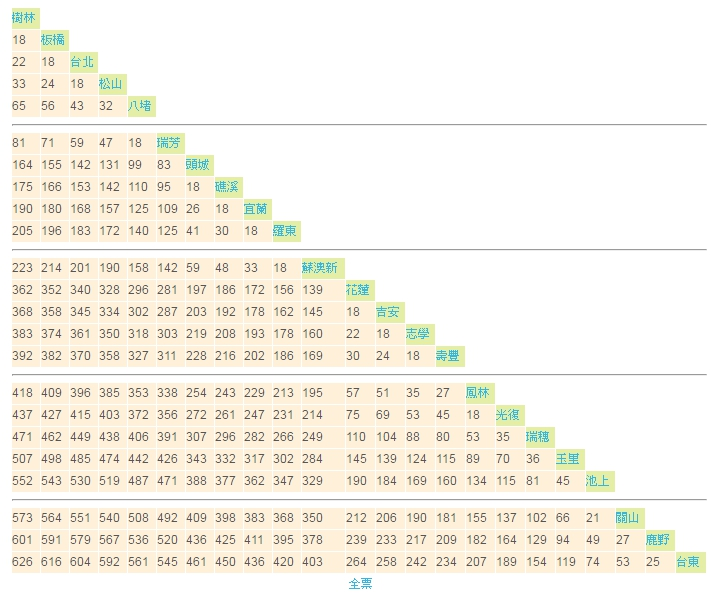 樹林
18 板橋
22 18 台北
33 24 18 松山
65 56 43 32 八堵
81 71 59 47 18 瑞芳
164 155 142 131 99 83 頭城
175 166 153 142 110 95 18 礁溪
190 180 168 157 125 109 26 18 宜蘭
205 196 183 172 140 125 41 30 18 羅東
223 214 201 190 158 142 59 48 33 18 蘇澳新
362 352 340 328 296 281 197 186 172 156 139 花蓮
368 358 345 334 302 287 203 192 178 162 145 18 吉安
383 374 361 350 318 303 219 208 193 178 160 22 18 志學
392 382 370 358 327 311 228 216 202 186 169 30 24 18 壽豐
418 409 396 385 353 338 254 243 229 213 195 57 51 35 27 鳳林
437 427 415 403 372 356 272 261 247 231 214 75 69 53 45 18 光復
471 462 449 438 406 391 307 296 282 266 249 110 104 88 80 53 35 瑞穗
507 498 485 474 442 426 343 332 317 302 284 145 139 124 115 89 70 36 玉里
552 543 530 519 487 471 388 377 362 347 329 190 184 169 160 134 115 81 45 池上
573 564 551 540 508 492 409 398 383 368 350 212 206 190 181 155 137 102 66 21 關山
601 591 579 567 536 520 436 425 411 395 378 239 233 217 209 182 164 129 94 49 27 鹿野
626 616 604 592 561 545 461 450 436 420 403 264 258 242 234 207 189 154 119 74 53 25 台東
全票